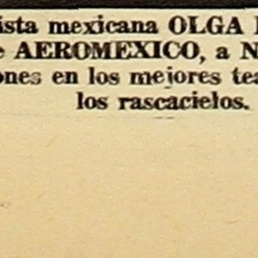 ista mexicana OLGA
e AEROMEXICO, a N
ones en los mejores tea
los rascacielos.